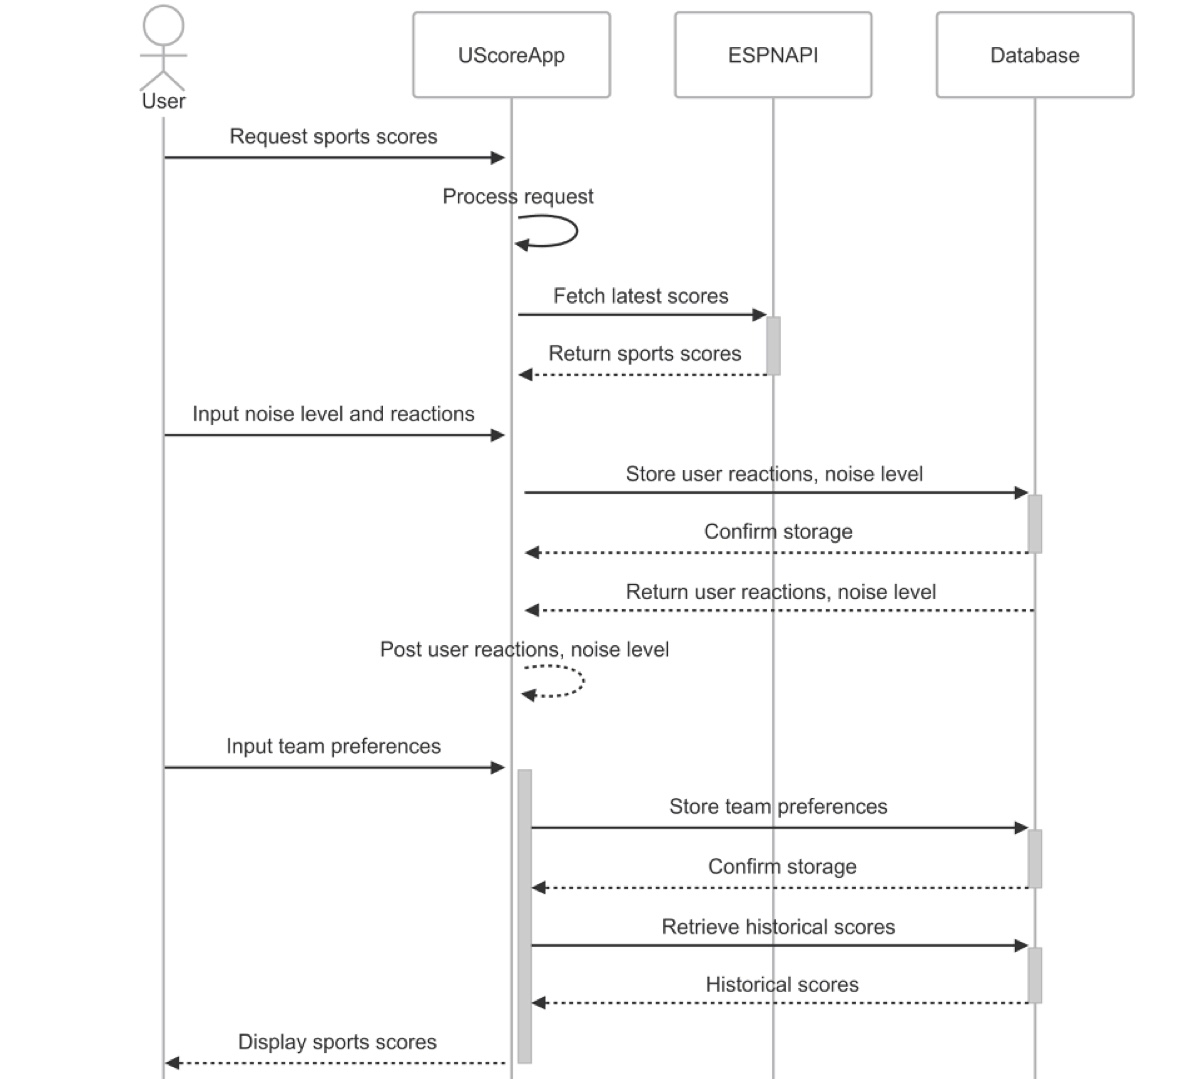 User
UScoreApp
ESPNAPI
Database
Request sports scores
Process request
Fetch latest scores
Return sports scores
Input noise level and reactions
Store user reactions, noise level
Confirm storage
Return user reactions, noise level
Post user reactions, noise level
Input team preferences
Store team preferences
Confirm storage
Retrieve historical scores
Historical scores
Display sports scores